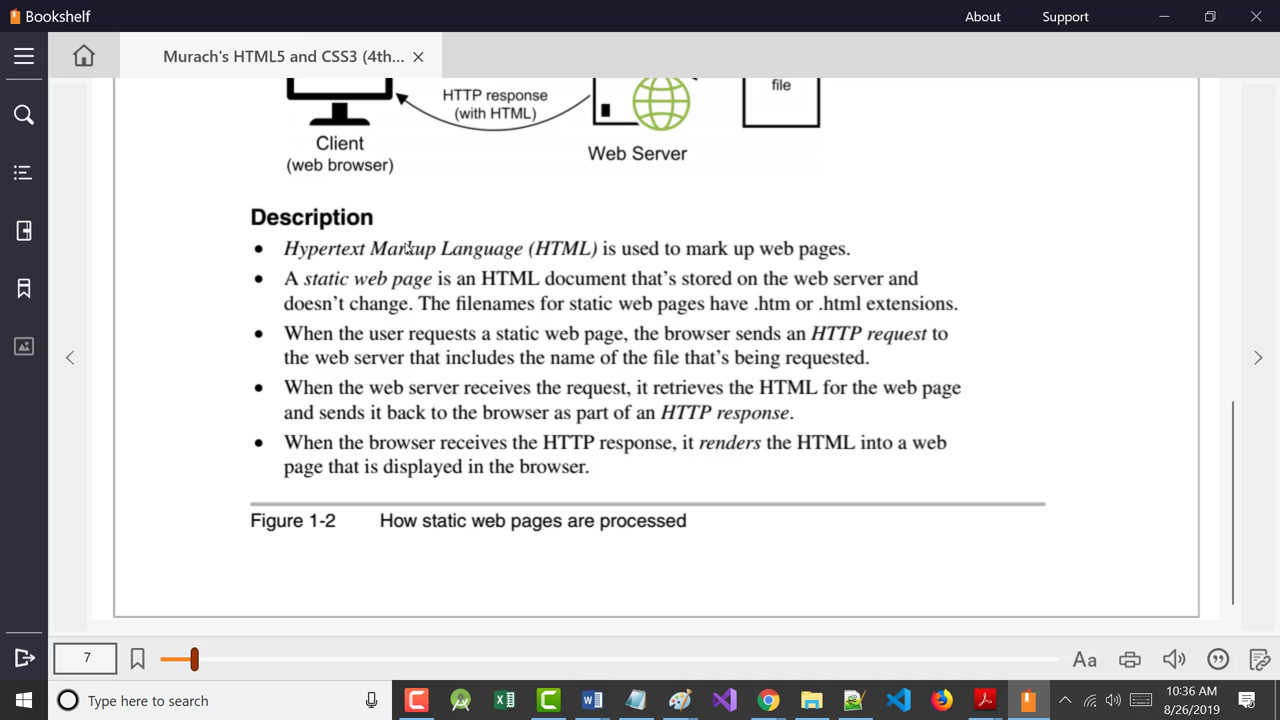 Bookshelf
About
Support
Murach's HTML5 and CSS3 (4th...
file
HTTP response
(with HTML)
Client
(web browser)
Web Server
Description
• Hypertext Markup Language (HTML) is used to mark up web pages.
• A static web page is an HTML document that's stored on the web server and
doesn't change. The filenames for static web pages have .htm or .html extensions.
• When the user requests a static web page, the browser sends an HTTP request to
the web server that includes the name of the file that's being requested.
• When the web server receives the request, it retrieves the HTML for the web page
and sends it back to the browser as part of an HTTP response.
• When the browser receives the HTTP response, it renders the HTML into a web
page that is displayed in the browser.
Figure 1-2 How static web pages are processed
7
Aa
Type here to search
10:36 AM
8/26/2019